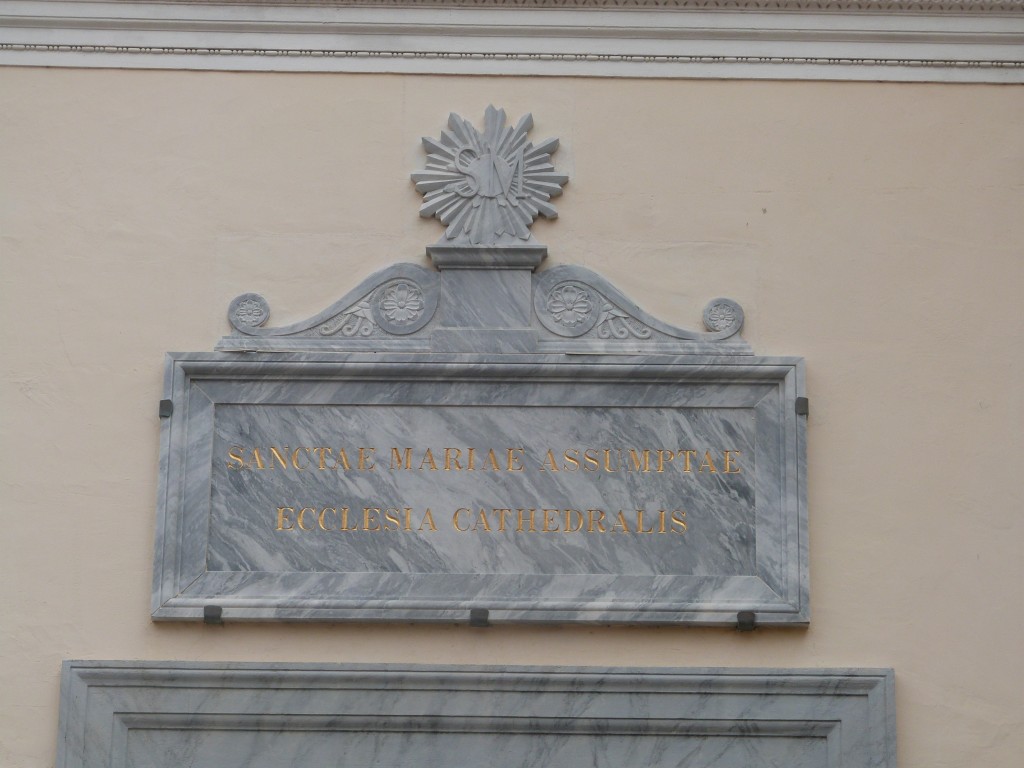 SM
SANCTAE MARIAE ASSUMPTAE
ECCLESIA CATHEDRALIS